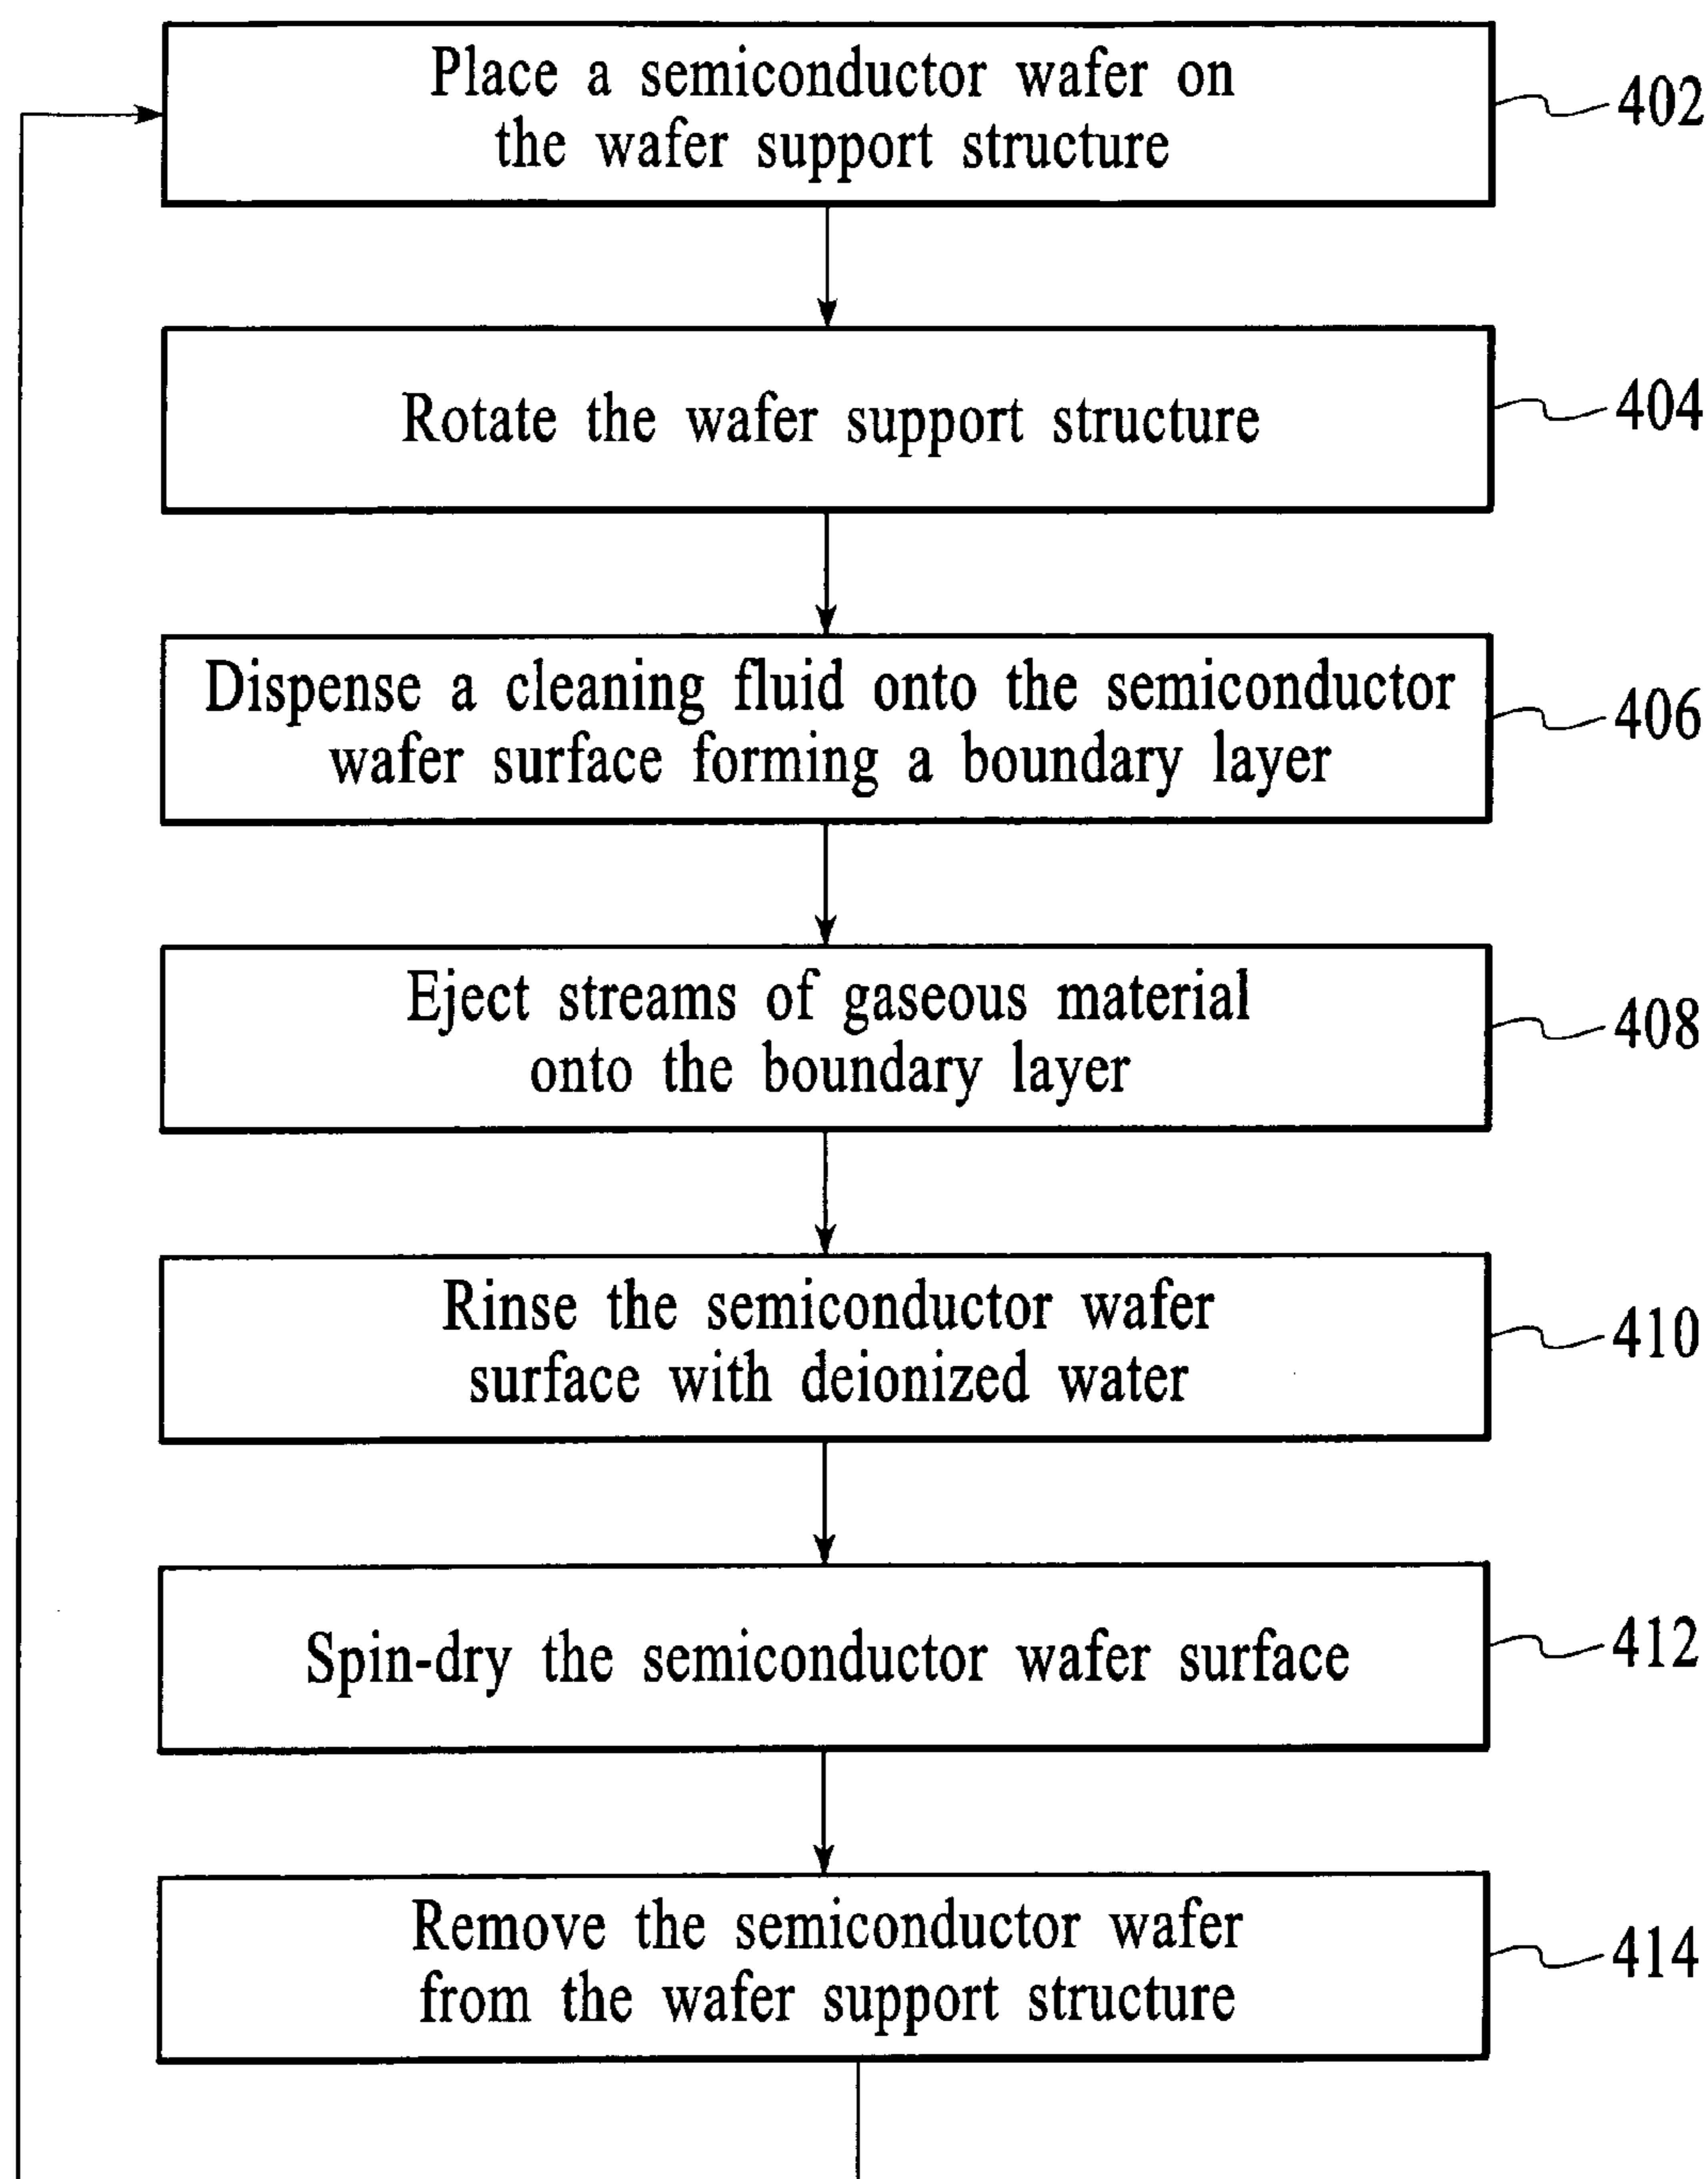 Place a semiconductor wafer on
the wafer support structure
402
Rotate the wafer support structure
404
Dispense a cleaning fluid onto the semiconductor
wafer surface forming a boundary layer
406
Eject streams of gaseous material
onto the boundary layer
408
Rinse the semiconductor wafer
surface with deionized water
410
Spin-dry the semiconductor wafer surface
412
Remove the semiconductor wafer
from the wafer support structure
414